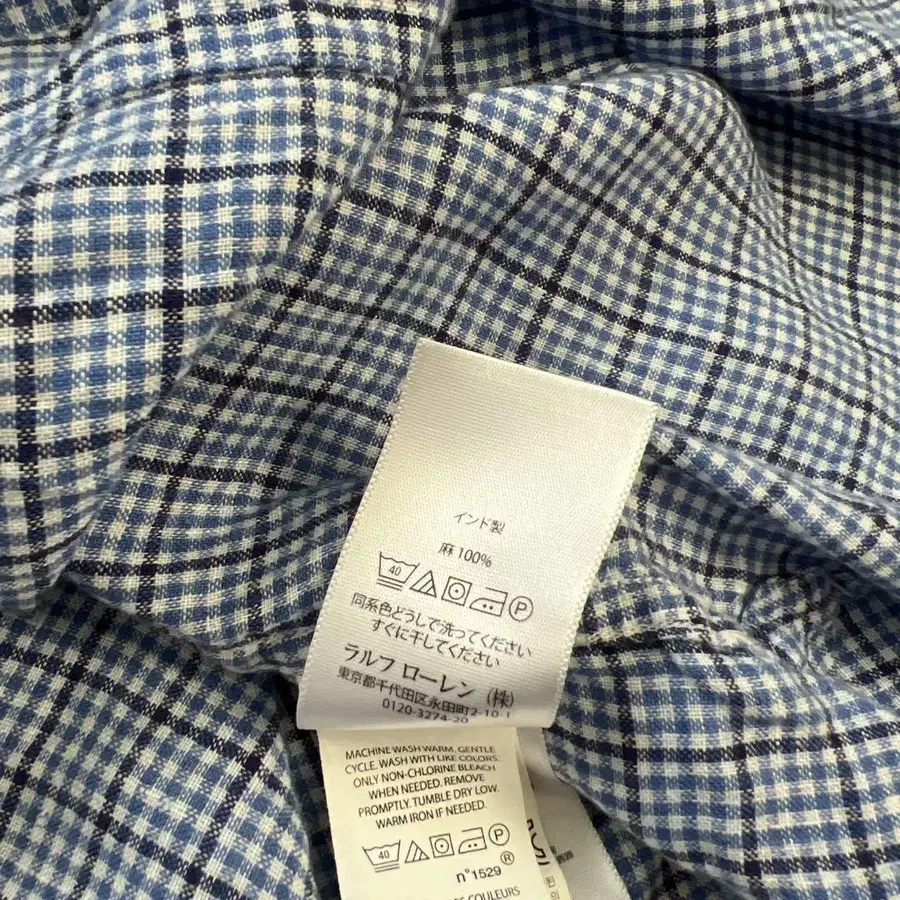 インド製
麻 100%
40
P
同系色どうしで洗ってください
すぐに干してください
ラルフ ローレン (株)
東京都千代田区永田町2-10-1
0120-3274-20
MACHINE WASH WARM. GENTLE
CYCLE. WASH WITH LIKE COLORS.
ONLY NON-CHLORINE BLEACH
WHEN NEEDED. REMOVE
PROMPTLY. TUMBLE DRY LOW.
WARM IRON IF NEEDED.
40
P
n°1529 ®
COULEURS